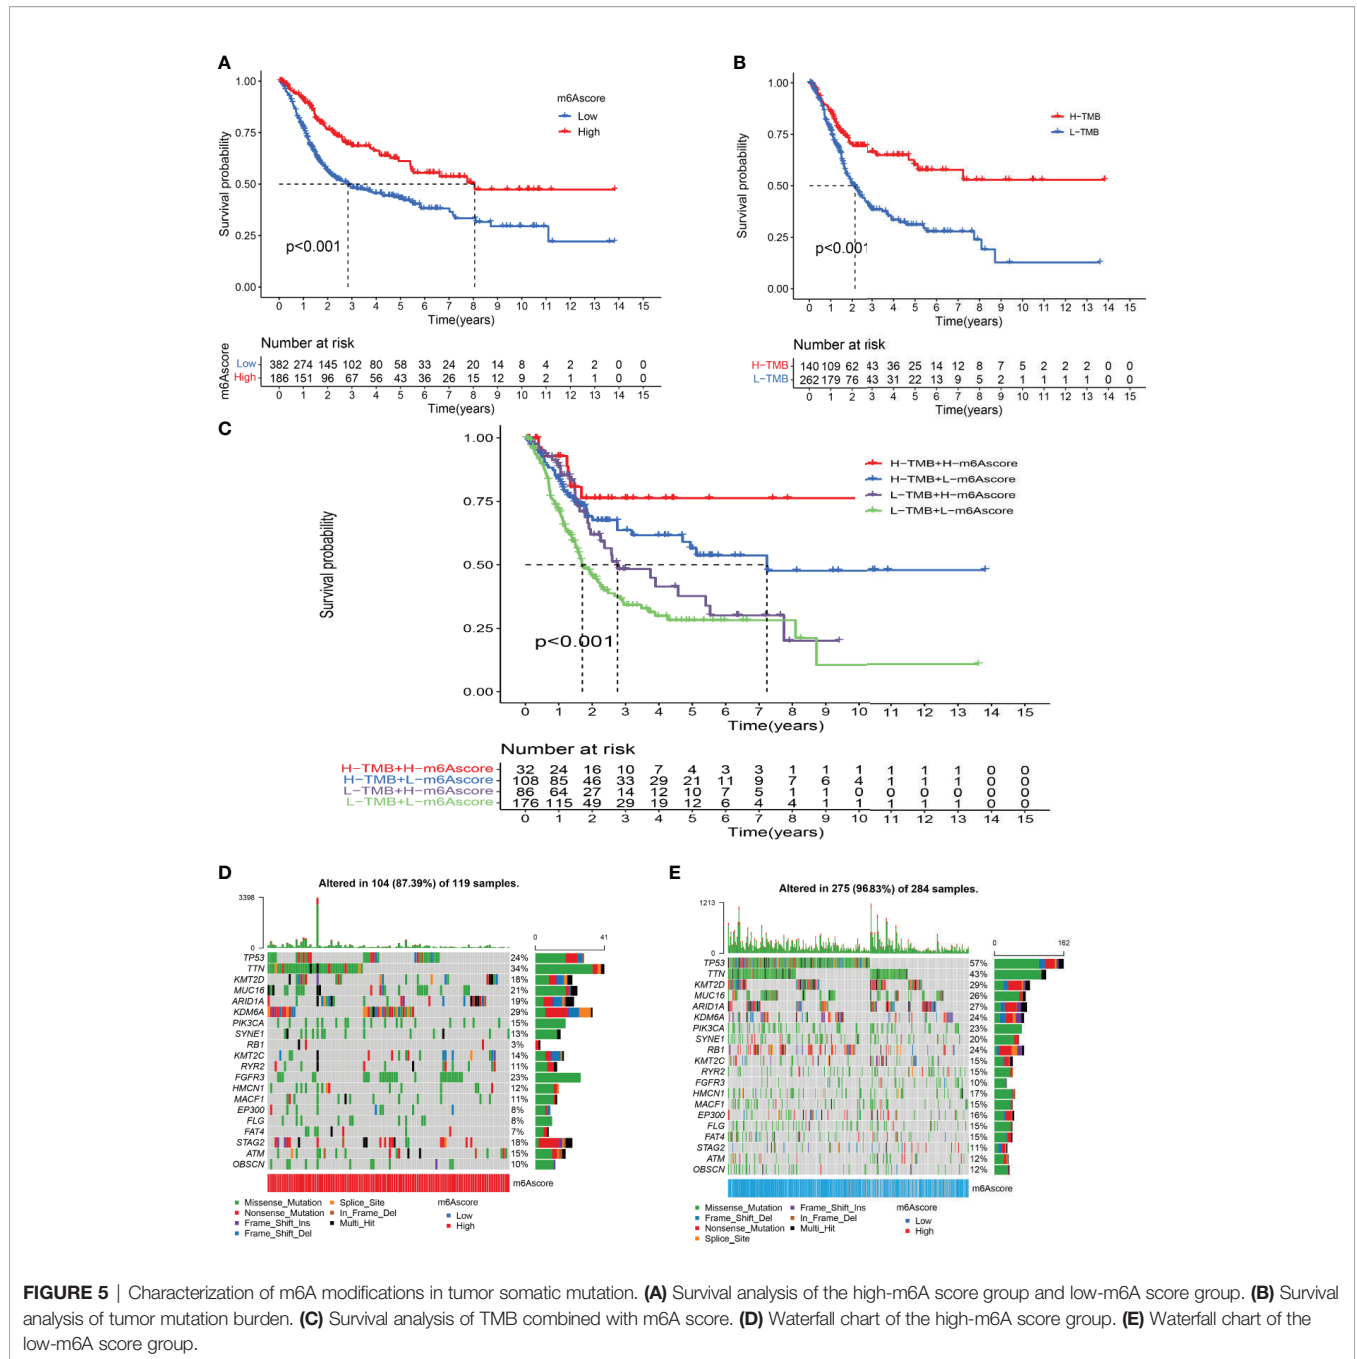 A
1.00
0.75
0.50
0.25
0.00
Survival probability
m6Ascore
Low
High
p<0.001
0 1 2 3 4 5 6 7 8 9 10 11 12 13 14 15
Time(years)
Number at risk
m6Ascore
Low 382 274 145 102 80 58 33 24 20 14 8 4 2 2 0 0
High 186 151 96 67 56 43 36 26 15 12 9 2 1 1 0 0
0 1 2 3 4 5 6 7 8 9 10 11 12 13 14 15
Time(years)
B
1.00
0.75
0.50
0.25
0.00
Survival probability
H-TMB
L-TMB
p<0.001
0 1 2 3 4 5 6 7 8 9 10 11 12 13 14 15
Time(years)
Number at risk
H-TMB 140 109 62 43 36 25 14 12 8 7 5 2 2 2 0 0
L-TMB 262 179 76 43 31 22 13 9 5 2 1 1 1 1 0 0
0 1 2 3 4 5 6 7 8 9 10 11 12 13 14 15
Time(years)
C
1.00
0.75
0.50
0.25
0.00
Survival probability
H-TMB+H-m6Ascore
H-TMB+L-m6Ascore
L-TMB+H-m6Ascore
L-TMB+L-m6Ascore
p<0.001
0 1 2 3 4 5 6 7 8 9 10 11 12 13 14 15
Time(years)
Number at risk
H-TMB+H-m6Ascore 32 24 16 10 7 4 3 3 1 1 1 1 1 1 0 0
H-TMB+L-m6Ascore 108 85 46 33 29 21 11 9 7 6 4 1 1 1 0 0
L-TMB+H-m6Ascore 86 64 27 14 12 10 7 5 1 1 0 0 0 0 0 0
L-TMB+L-m6Ascore 176 115 49 29 19 12 6 4 4 1 1 1 1 1 0 0
0 1 2 3 4 5 6 7 8 9 10 11 12 13 14 15
Time(years)
D
Altered in 104 (87.39%) of 119 samples.
3398
0
0 41
TP53 24%
TTN 34%
KMT2D 18%
MUC16 21%
ARID1A 19%
KDM6A 29%
PIK3CA 15%
SYNE1 13%
RB1 3%
KMT2C 14%
RYR2 11%
FGFR3 23%
HMCN1 12%
MACF1 11%
EP300 8%
FLG 8%
FAT4 7%
STAG2 18%
ATM 15%
OBSCN 10%
m6Ascore
Missense_Mutation Splice_Site m6Ascore
Nonsense_Mutation In_Frame_Del Low
Frame_Shift_Ins Multi_Hit High
Frame_Shift_Del
E
Altered in 275 (96.83%) of 284 samples.
1213
0
0 162
TP53 57%
TTN 43%
KMT2D 29%
MUC16 26%
ARID1A 27%
KDM6A 24%
PIK3CA 23%
SYNE1 20%
RB1 24%
KMT2C 15%
RYR2 15%
FGFR3 10%
HMCN1 17%
MACF1 15%
EP300 16%
FLG 15%
FAT4 15%
STAG2 11%
ATM 12%
OBSCN 12%
m6Ascore
Missense_Mutation Frame_Shift_Ins m6Ascore
Frame_Shift_Del In_Frame_Del Low
Nonsense_Mutation Multi_Hit High
Splice_Site
FIGURE 5 | Characterization of m6A modifications in tumor somatic mutation. (A) Survival analysis of the high-m6A score group and low-m6A score group. (B) Survival
analysis of tumor mutation burden. (C) Survival analysis of TMB combined with m6A score. (D) Waterfall chart of the high-m6A score group. (E) Waterfall chart of the
low-m6A score group.